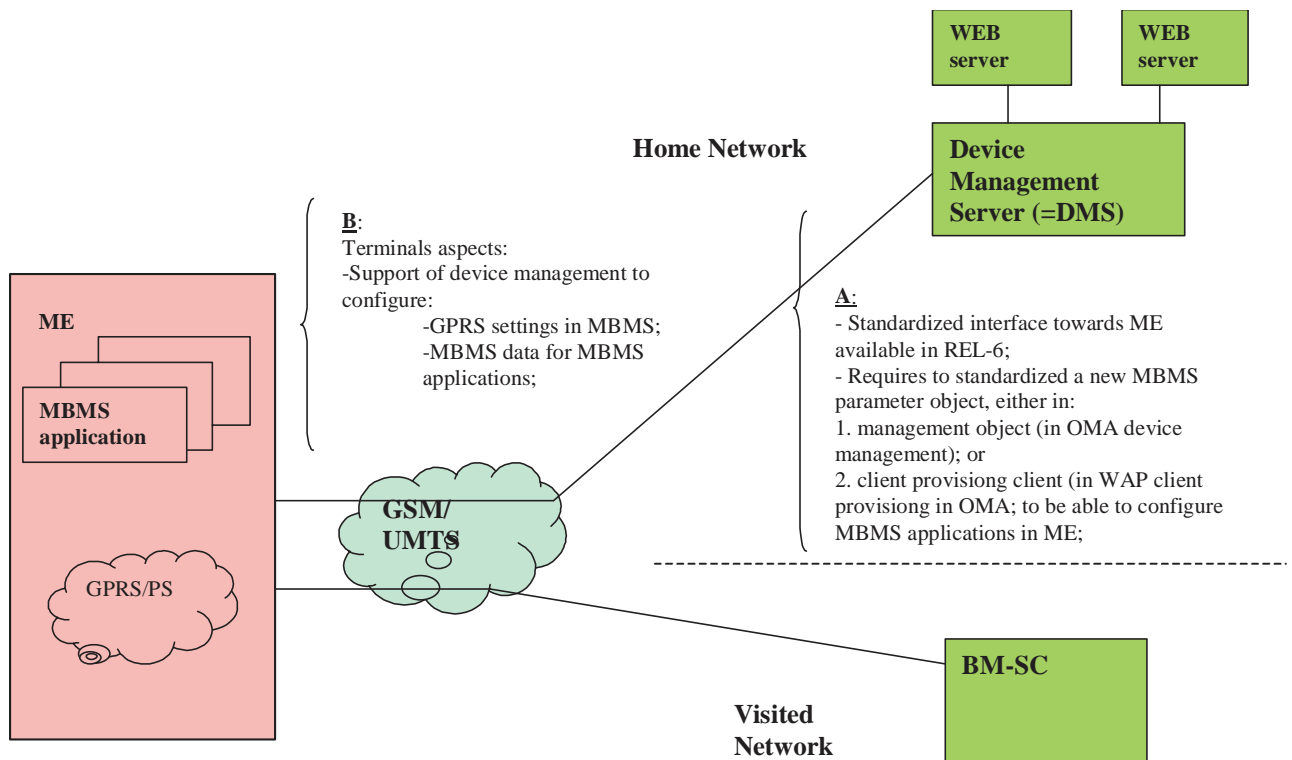 WEB
server
WEB
server
Home Network
Device
Management
Server (=DMS)
B:
Terminals aspects:
-Support of device management to
configure:
-GPRS settings in MBMS;
-MBMS data for MBMS
applications;
A:
- Standardized interface towards ME
available in REL-6;
- Requires to standardized a new MBMS
parameter object, either in:
1. management object (in OMA device
management); or
2. client provisiong client (in WAP client
provisiong in OMA; to be able to configure
MBMS applications in ME;
ME
MBMS
application
GSM/
UMTS
GPRS/PS
BM-SC
Visited
Network